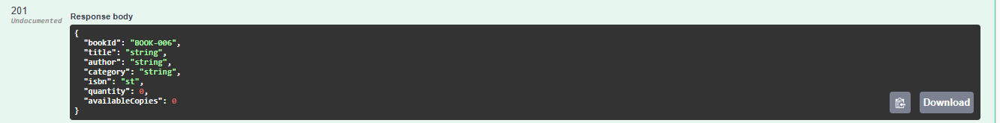 201
Undocumented
Response body
{
  "bookId": "BOOK-006",
  "title": "string",
  "author": "string",
  "category": "string",
  "isbn": "st",
  "quantity": 0,
  "availableCopies": 0
}
Download